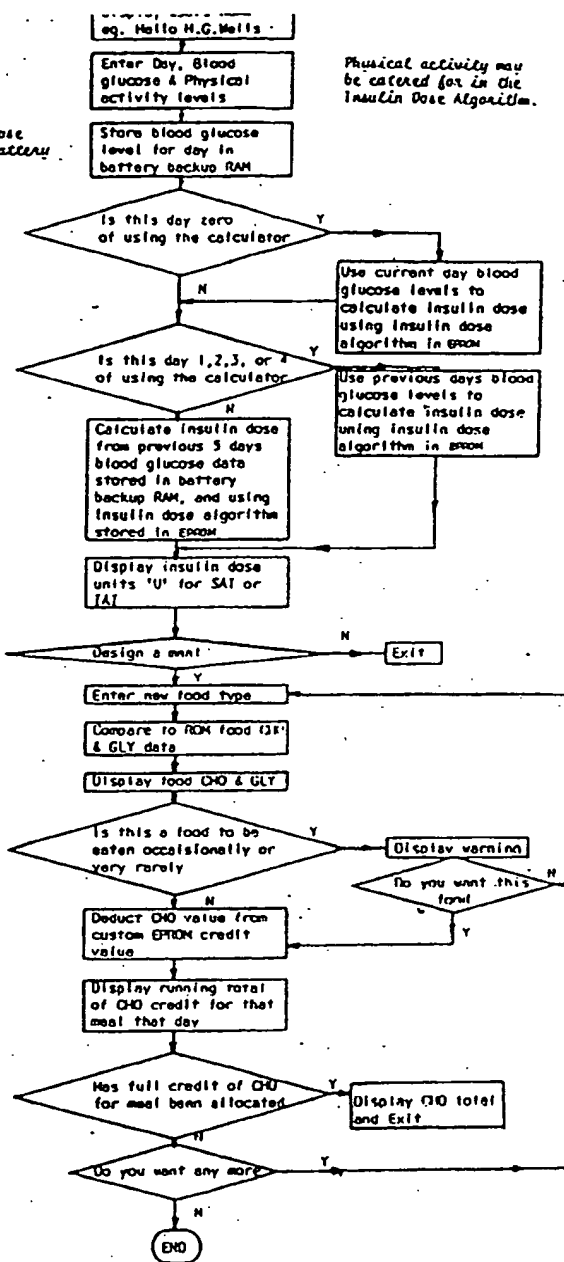 eg. Hallo H.G.Wells
Enter Day, Blood
glucose & Physical
activity levels
Physical activity may
be catered for in the
Insulin Dose Algorithm.
Store blood glucose
level for day in
battery backup RAM
ose
attery
Is this day zero
of using the calculator
Y
N
Use current day blood
glucose levels to
calculate insulin dose
using insulin dose
algorithm in EPROM
Is this day 1,2,3, or 4
of using the calculator
Y
N
Use previous days blood
glucose levels to
calculate insulin dose
using insulin dose
algorithm in EPROM
Calculate insulin dose
from previous 5 days
blood glucose data
stored in battery
backup RAM, and using
insulin dose algorithm
stored in EPROM
Display insulin dose
units 'U' for SAI or
IAI
Design a meal
N
Exit
Y
Enter new food type
Compare to ROM food
& GLY data
Display food CHO & GLY
Is this a food to be
eaten occaisionally or
very rarely
Y
Display warning
N
Do you want this
food
N
Y
Deduct CHO value from
custom EPROM credit
value
Display running total
of CHO credit for that
meal that day
Has full credit of CHO
for meal been allocated
Y
Display CHO total
and Exit
N
Do you want any more
Y
N
END